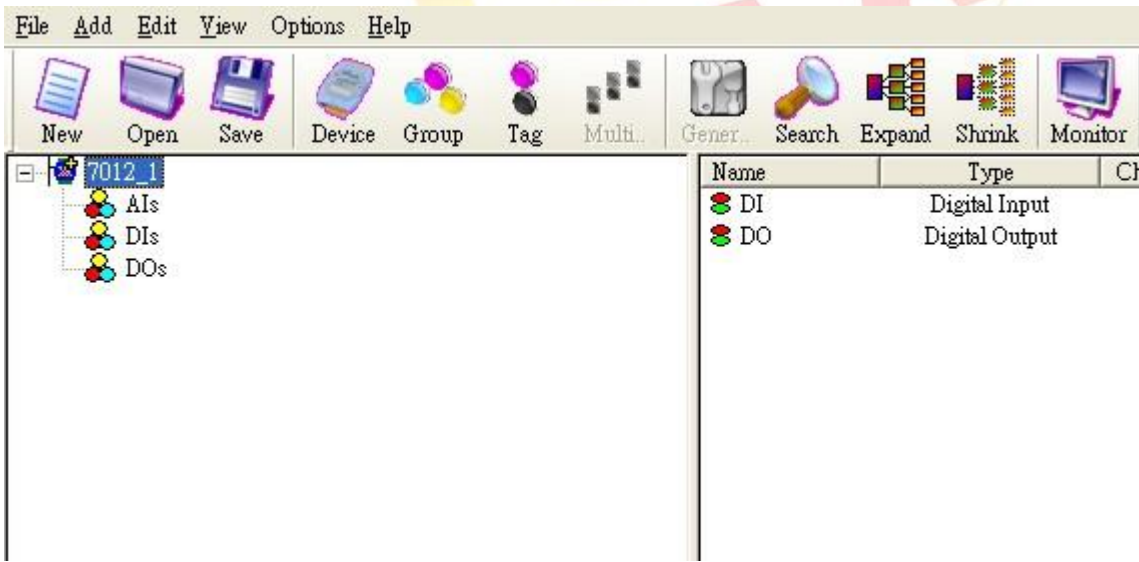 File Add Edit View Options Help
New Open Save Device Group Tag Multi.. Gener.. Search Expand Shrink Monitor
7012_1
AIs
DIs
DOs
Name Type
DI Digital Input
DO Digital Output